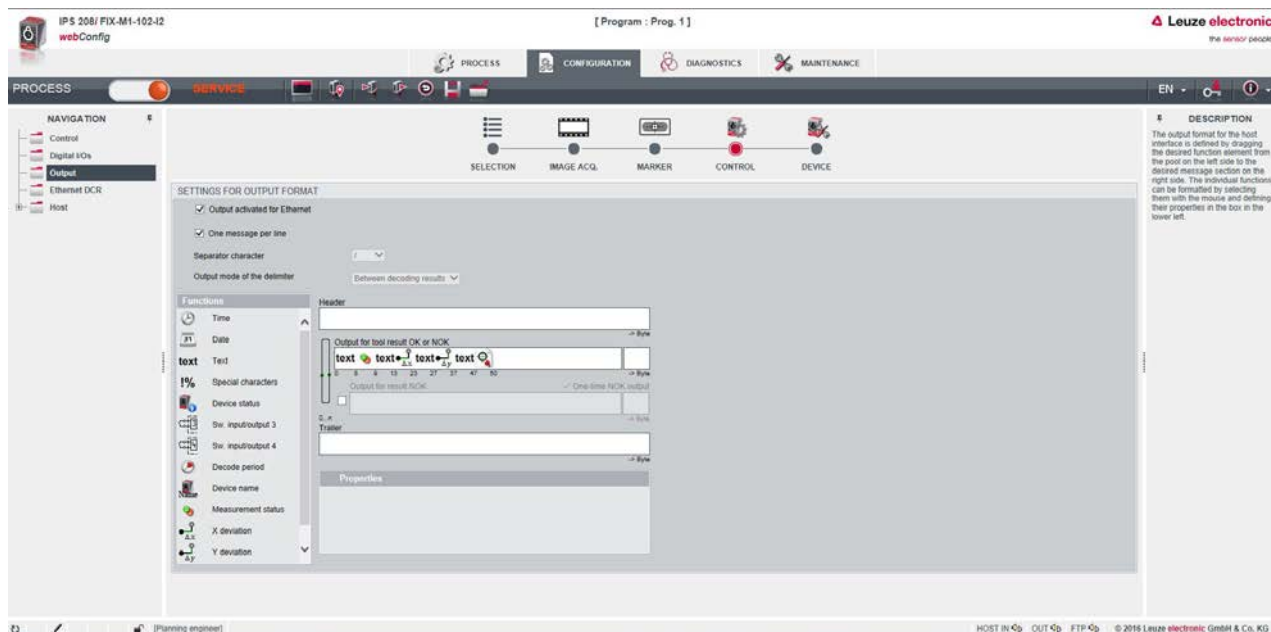 IPS 208/ FIX-M1-102-I2
webConfig
[ Program : Prog. 1 ]
Leuze electronic
the sensor people
PROCESS
CONFIGURATION
DIAGNOSTICS
MAINTENANCE
PROCESS
SERVICE
EN
NAVIGATION
Control
Digital I/Os
Output
Ethernet DCR
Host
SELECTION
IMAGE ACQ.
MARKER
CONTROL
DEVICE
SETTINGS FOR OUTPUT FORMAT
Output activated for Ethernet
One message per line
Separator character
Output mode of the delimiter
Between decoding results
Functions
Time
Date
text Text
!% Special characters
Device status
Sw. input/output 3
Sw. input/output 4
Decode period
Name Device name
Measurement status
Δx X deviation
Δy Y deviation
Header
-> Byte
Output for tool result OK or NOK
text text Δx text Δy text
-> Byte
Output for result NOK
One-time NOK output
-> Byte
Trailer
-> Byte
Properties
DESCRIPTION
The output format for the host
interface is defined by dragging
the desired function element from
the pool on the left side to the
desired message section on the
right side. The individual functions
can be formatted by selecting
them with the mouse and defining
their properties in the box in the
lower left.
[Planning engineer]
HOST IN OUT FTP
© 2016 Leuze electronic GmbH & Co. KG